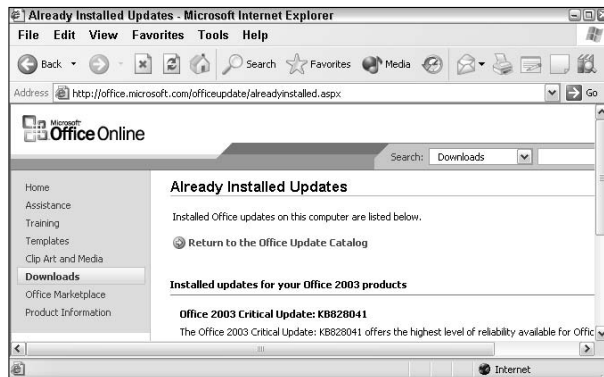 Already Installed Updates - Microsoft Internet Explorer
File Edit View Favorites Tools Help
Back Search Favorites Media
Address http://office.microsoft.com/officeupdate/alreadyinstalled.aspx Go
Microsoft
Office Online
Search: Downloads
Home
Assistance
Training
Templates
Clip Art and Media
Downloads
Office Marketplace
Product Information
Already Installed Updates
Installed Office updates on this computer are listed below.
Return to the Office Update Catalog
Installed updates for your Office 2003 products
Office 2003 Critical Update: KB828041
The Office 2003 Critical Update: KB828041 offers the highest level of reliability available for Offic
Internet